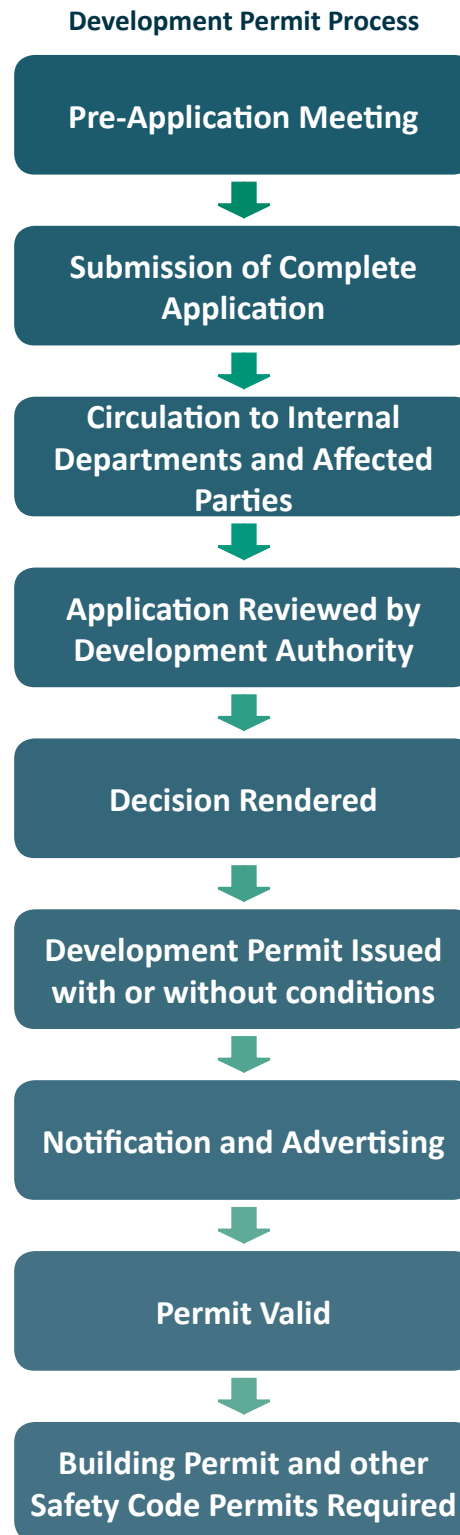 Development Permit Process
Pre-Application Meeting
Submission of Complete
Application
Circulation to Internal
Departments and Affected
Parties
Application Reviewed by
Development Authority
Decision Rendered
Development Permit Issued
with or without conditions
Notification and Advertising
Permit Valid
Building Permit and other
Safety Code Permits Required